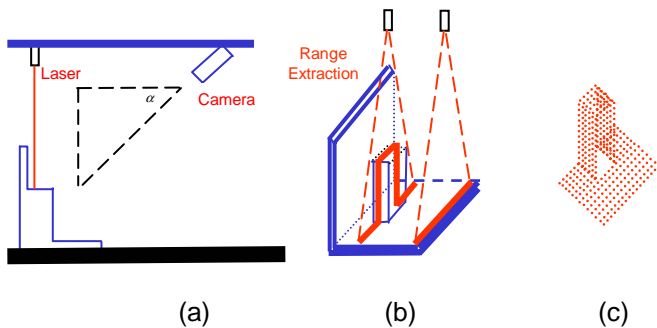 Laser
α
Camera
Range
Extraction
(a)
(b)
(c)